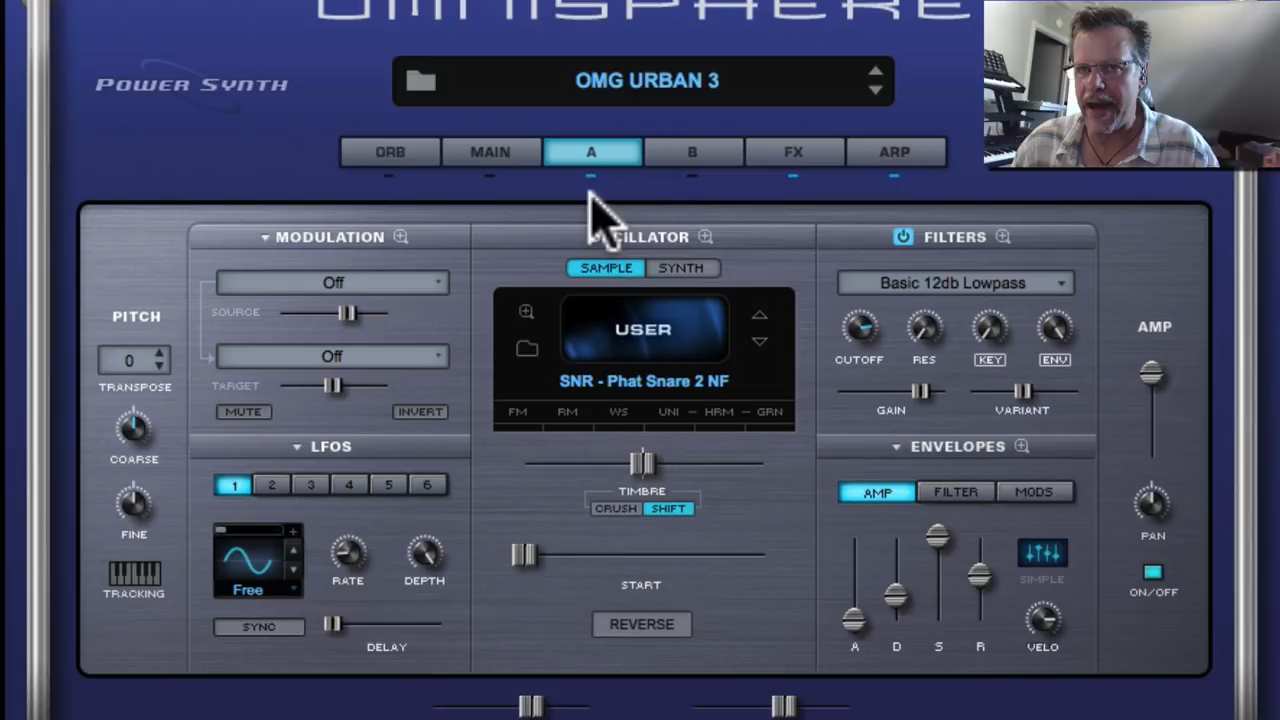 OMNISPHERE
POWER SYNTH
OMG URBAN 3
ORB MAIN A B FX ARP
MODULATION
OSCILLATOR
FILTERS
SAMPLE SYNTH
Off
SOURCE
Off
TARGET
MUTE INVERT
PITCH
0
TRANSPOSE
COARSE
FINE
TRACKING
LFOS
1 2 3 4 5 6
Free
RATE DEPTH
SYNC
DELAY
USER
SNR - Phat Snare 2 NF
FM RM WS UNI - HRM - GRN
TIMBRE
CRUSH SHIFT
START
REVERSE
Basic 12db Lowpass
CUTOFF RES KEY ENV
GAIN VARIANT
ENVELOPES
AMP FILTER MODS
SIMPLE
A D S R VELO
AMP
PAN
ON/OFF